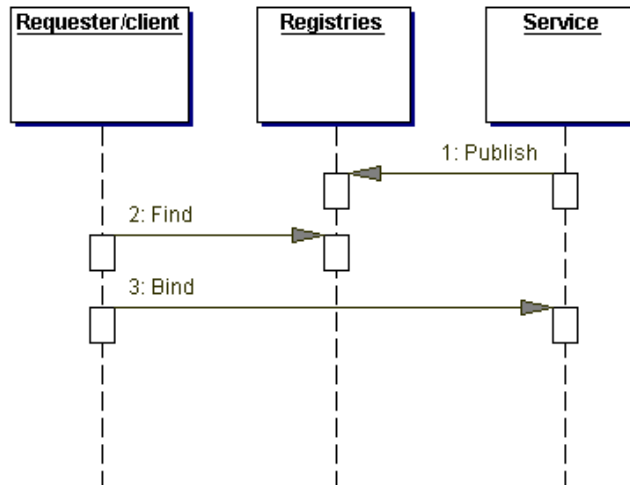 Requester/client
Registries
Service
1: Publish
2: Find
3: Bind